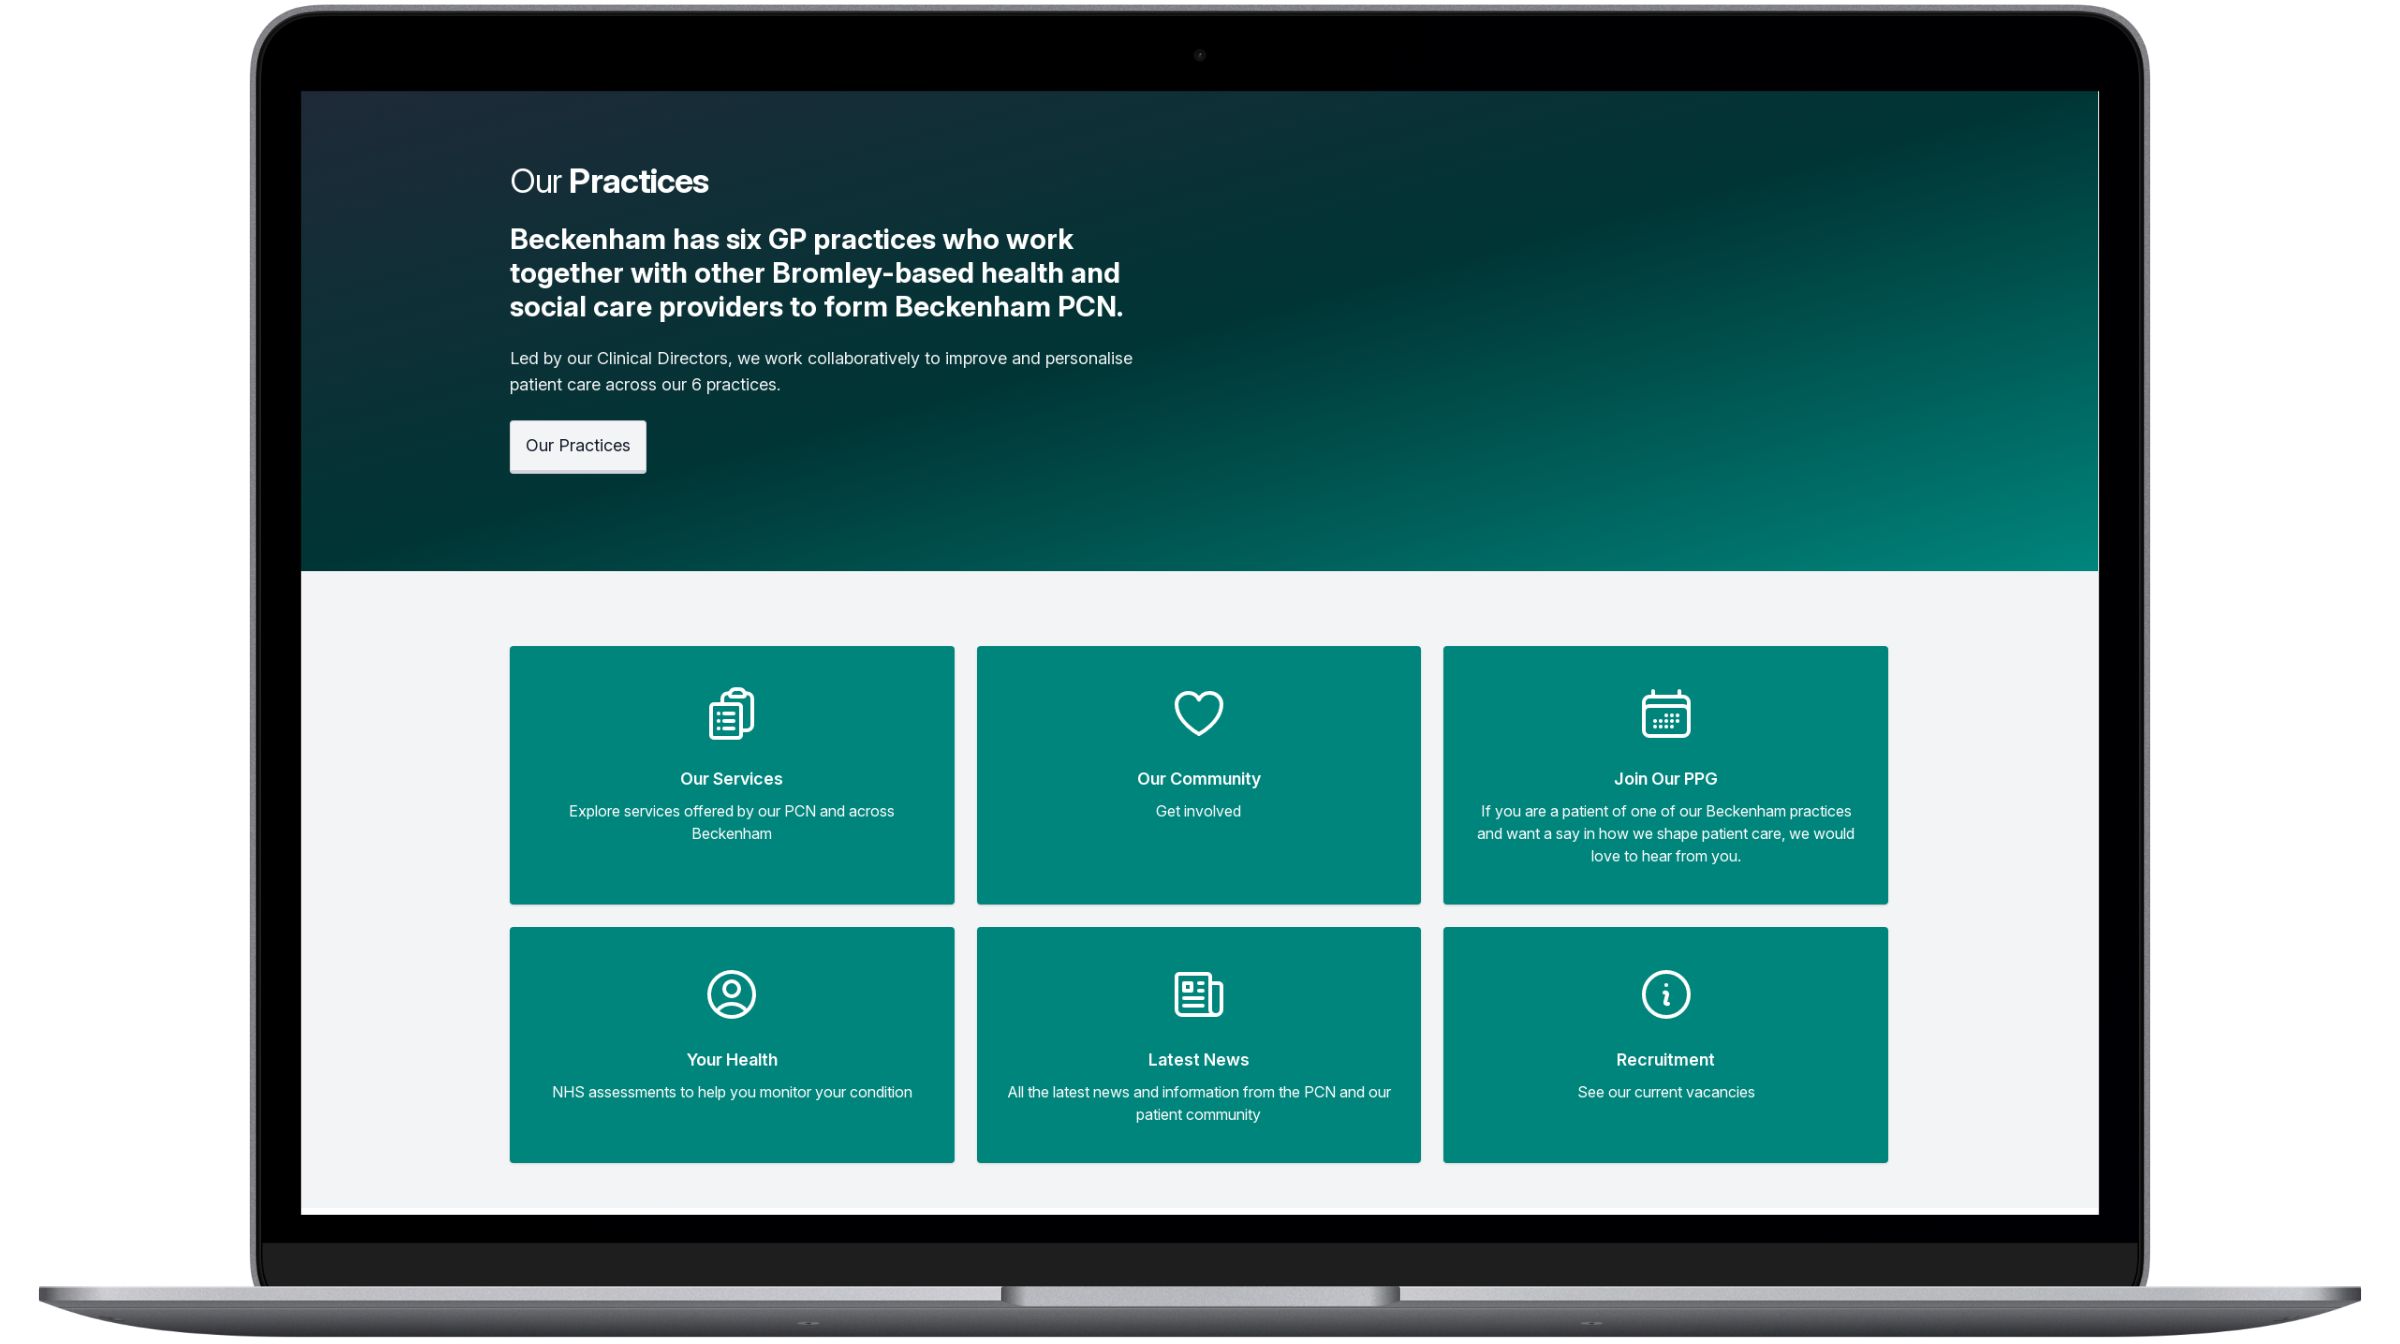 Our Practices
Beckenham has six GP practices who work
together with other Bromley-based health and
social care providers to form Beckenham PCN.
Led by our Clinical Directors, we work collaboratively to improve and personalise
patient care across our 6 practices.
Our Practices
Our Services
Explore services offered by our PCN and across
Beckenham
Our Community
Get involved
Join Our PPG
If you are a patient of one of our Beckenham practices
and want a say in how we shape patient care, we would
love to hear from you.
Your Health
NHS assessments to help you monitor your condition
Latest News
All the latest news and information from the PCN and our
patient community
Recruitment
See our current vacancies